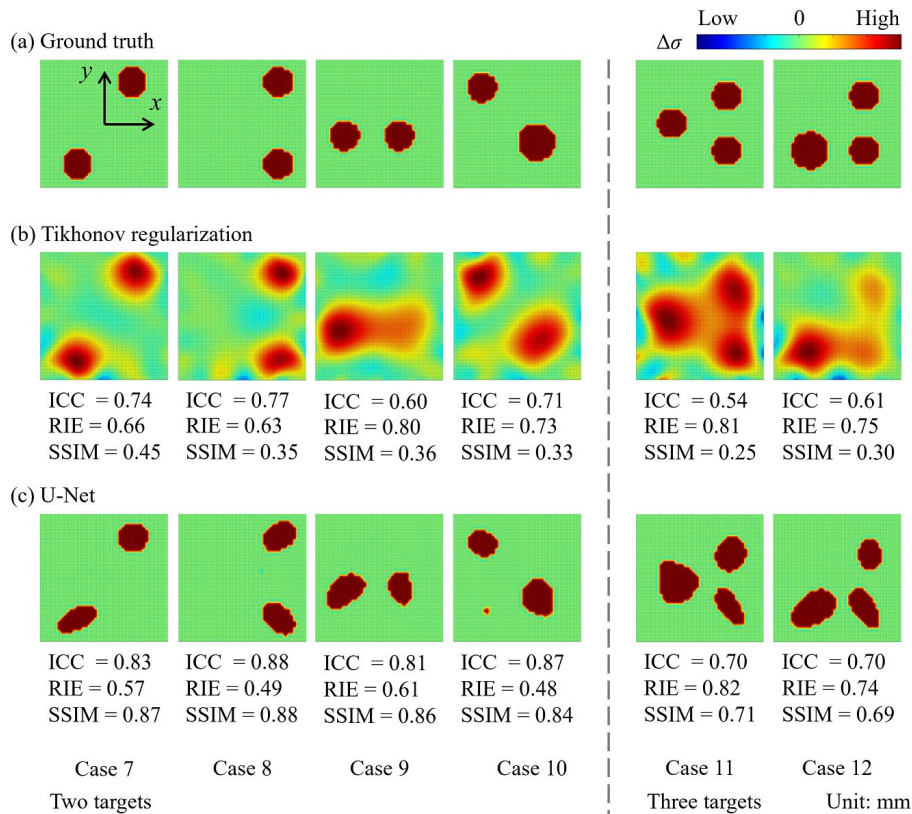 Low 0 High
(a) Ground truth
Δσ
y
x
(b) Tikhonov regularization
ICC = 0.74 ICC = 0.77 ICC = 0.60 ICC = 0.71 ICC = 0.54 ICC = 0.61
RIE = 0.66 RIE = 0.63 RIE = 0.80 RIE = 0.73 RIE = 0.81 RIE = 0.75
SSIM = 0.45 SSIM = 0.35 SSIM = 0.36 SSIM = 0.33 SSIM = 0.25 SSIM = 0.30
(c) U-Net
ICC = 0.83 ICC = 0.88 ICC = 0.81 ICC = 0.87 ICC = 0.70 ICC = 0.70
RIE = 0.57 RIE = 0.49 RIE = 0.61 RIE = 0.48 RIE = 0.82 RIE = 0.74
SSIM = 0.87 SSIM = 0.88 SSIM = 0.86 SSIM = 0.84 SSIM = 0.71 SSIM = 0.69
Case 7 Case 8 Case 9 Case 10 Case 11 Case 12
Two targets Three targets Unit: mm